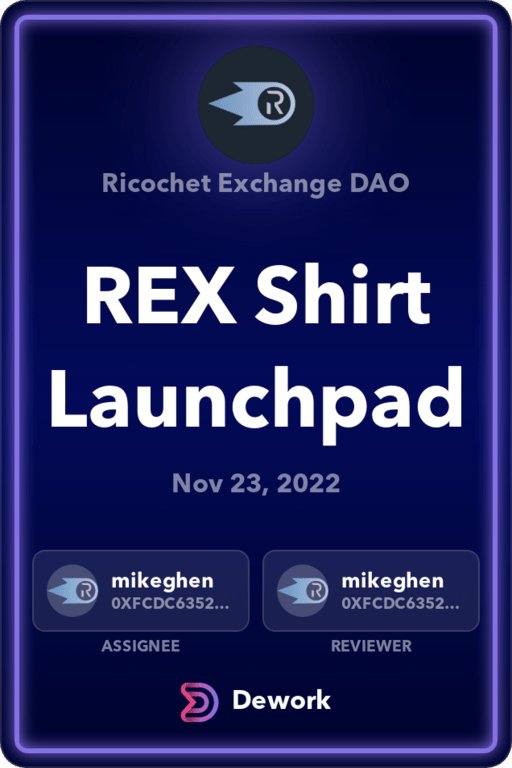 R
Ricochet Exchange DAO
REX Shirt
Launchpad
Nov 23, 2022
R mikeghen R mikeghen
0XFCDC6352... 0XFCDC6352...
ASSIGNEE REVIEWER
Dework